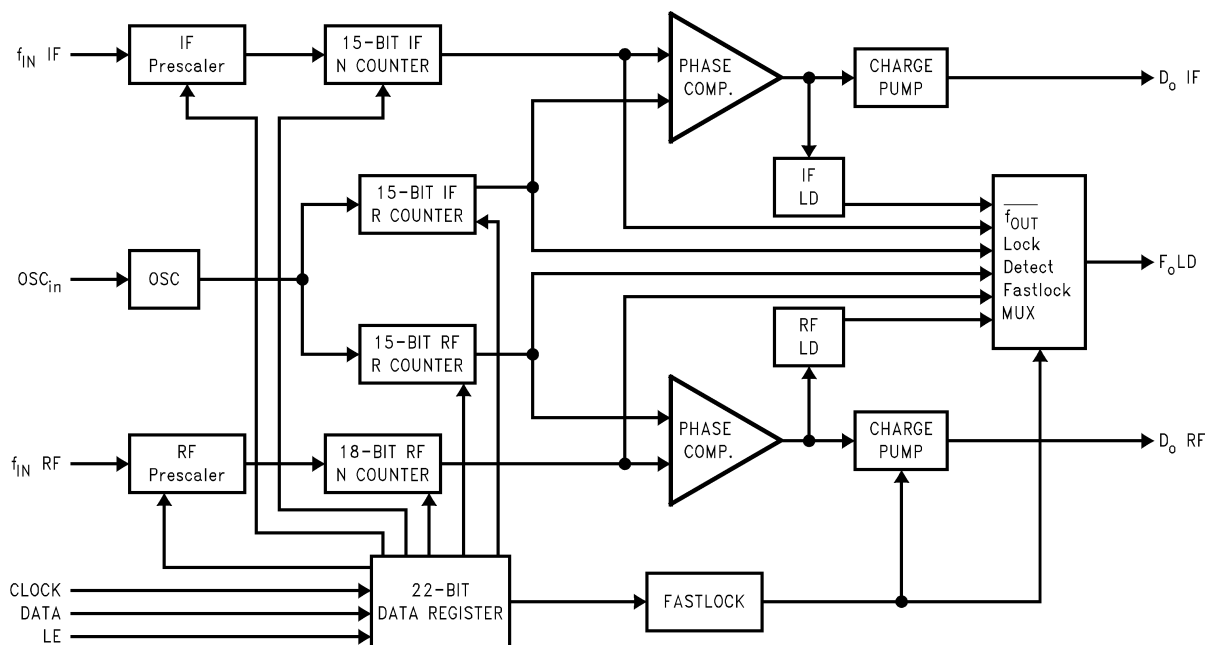 f_IN IF
IF
Prescaler
15-BIT IF
N COUNTER
PHASE
COMP.
CHARGE
PUMP
D_o IF
IF
LD
15-BIT IF
R COUNTER
OSC_in
OSC
f_OUT
Lock
Detect
Fastlock
MUX
F_oLD
15-BIT RF
R COUNTER
RF
LD
f_IN RF
RF
Prescaler
18-BIT RF
N COUNTER
PHASE
COMP.
CHARGE
PUMP
D_o RF
CLOCK
DATA
LE
22-BIT
DATA REGISTER
FASTLOCK